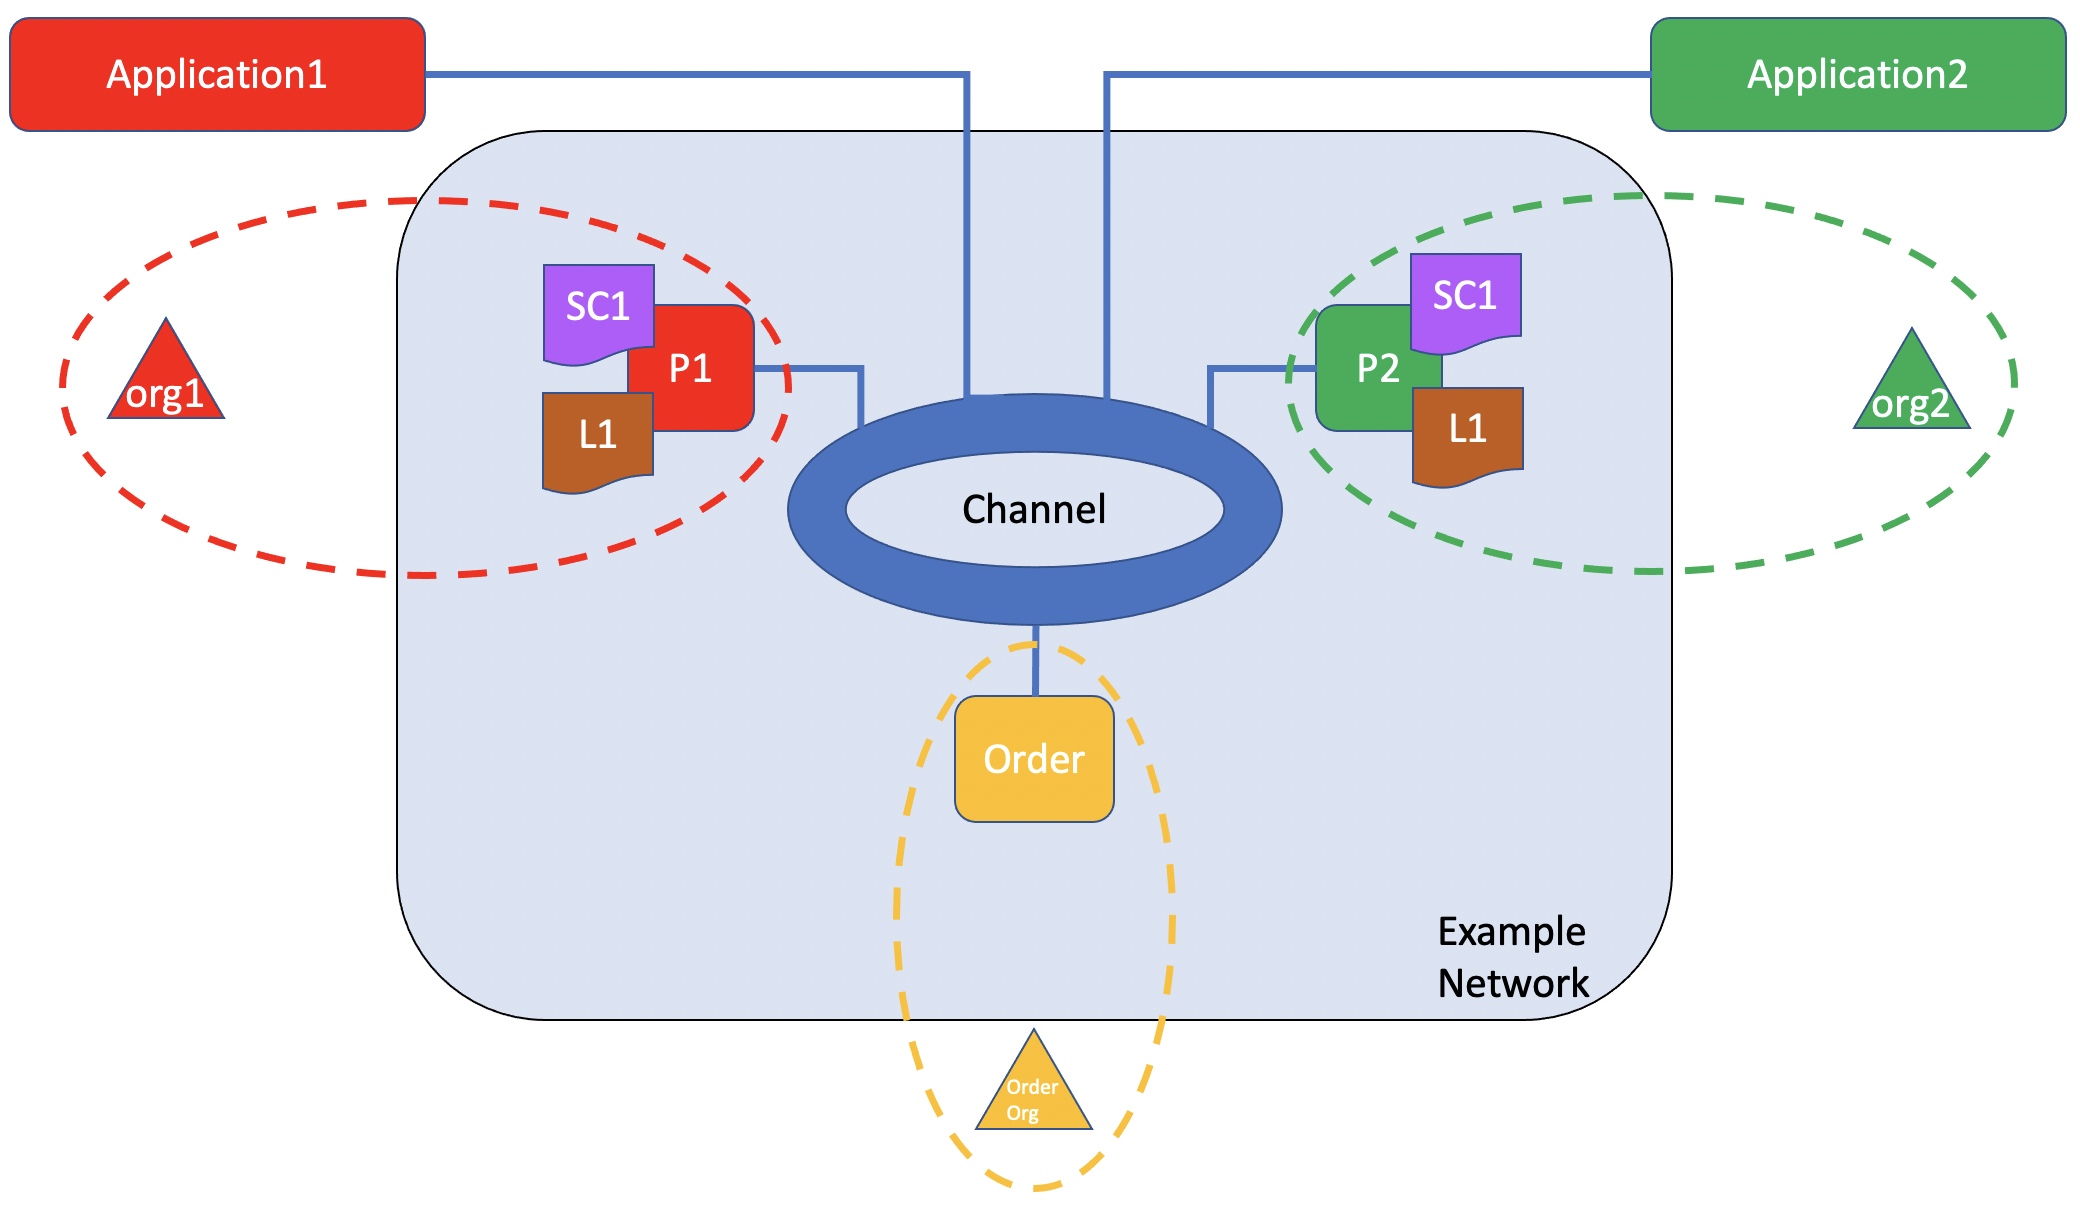 Application1
Application2
SC1
SC1
P1
P2
org1
org2
L1
L1
Channel
Order
Example
Network
Order
Org